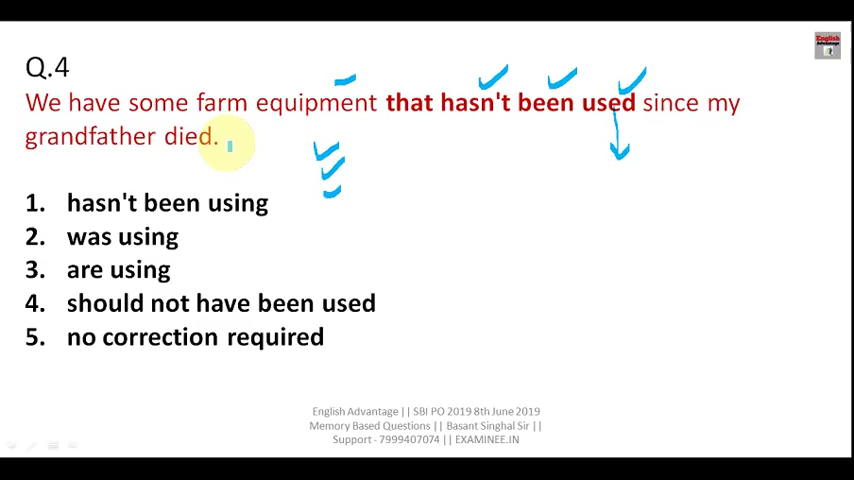 English
Advantage
Q.4
We have some farm equipment that hasn't been used since my
grandfather died.
1. hasn't been using
2. was using
3. are using
4. should not have been used
5. no correction required
English Advantage || SBI PO 2019 8th June 2019
Memory Based Questions || Basant Singhal Sir ||
Support - 7999407074 || EXAMINEE.IN